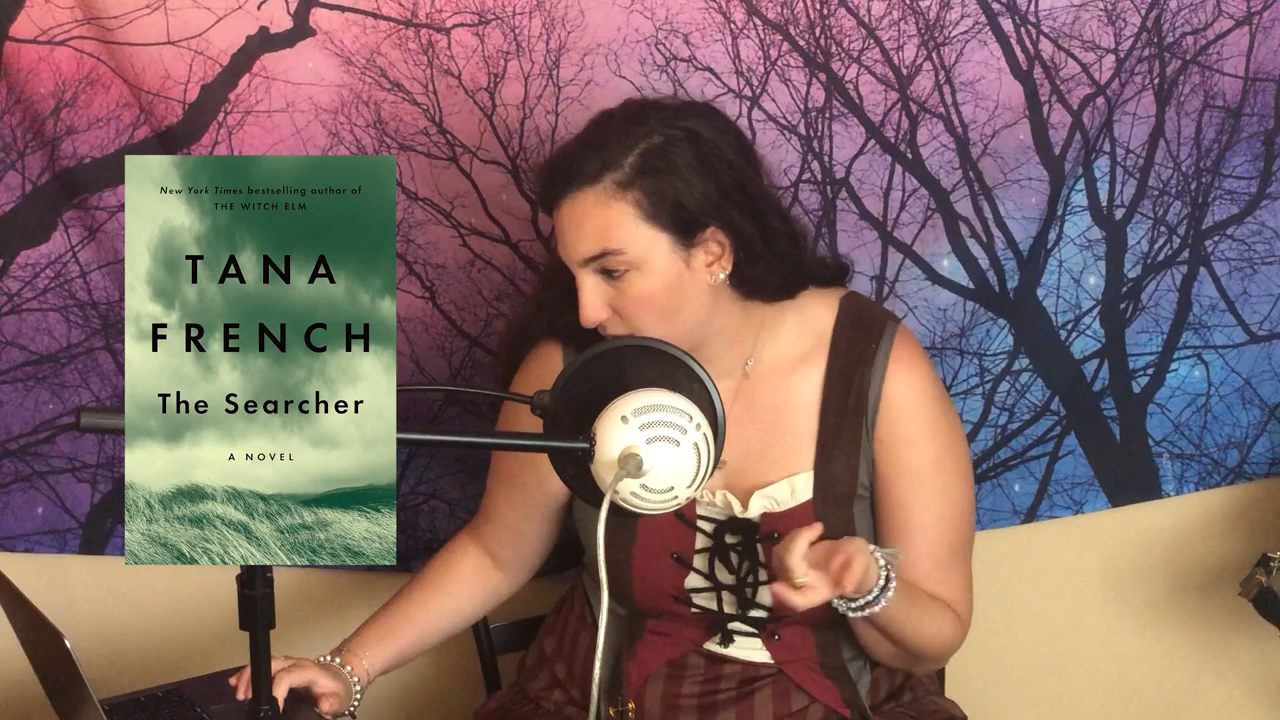 New York Times bestselling author of
THE WITCH ELM
TANA
FRENCH
The Searcher
A NOVEL